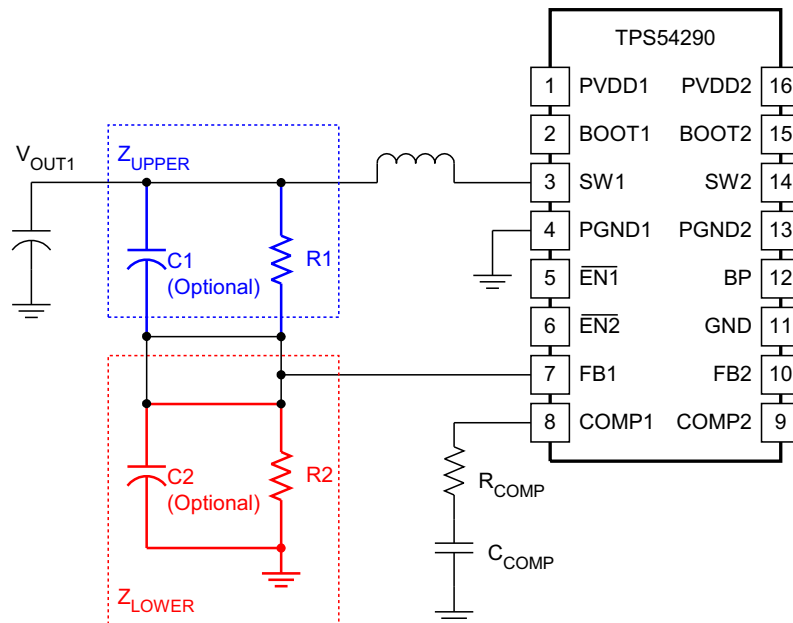 TPS54290
1 PVDD1 PVDD2 16
2 BOOT1 BOOT2 15
3 SW1 SW2 14
4 PGND1 PGND2 13
5 EN1 BP 12
6 EN2 GND 11
7 FB1 FB2 10
8 COMP1 COMP2 9
VOUT1
ZUPPER
C1
(Optional)
R1
C2
(Optional)
R2
ZLOWER
RCOMP
CCOMP